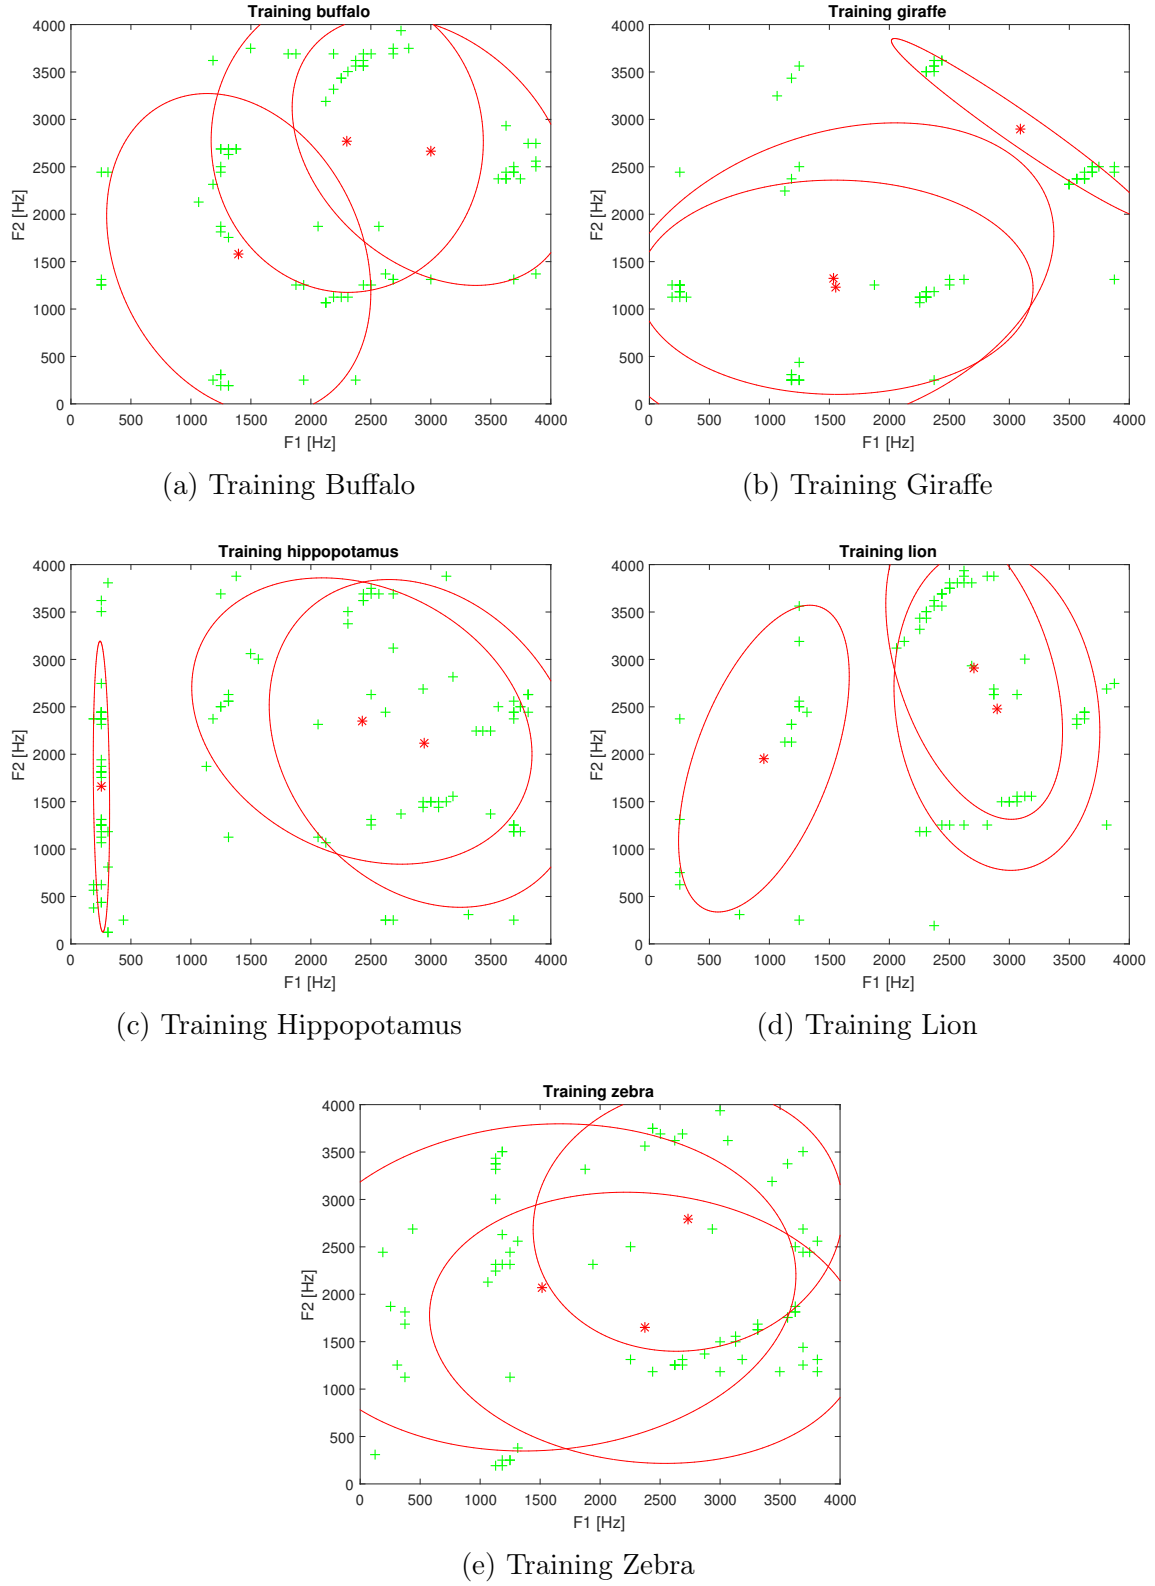 Training buffalo
4000
3500
3000
2500
2000
1500
1000
500
0
F2 [Hz]
0 500 1000 1500 2000 2500 3000 3500 4000
F1 [Hz]
(a) Training Buffalo
Training giraffe
4000
3500
3000
2500
2000
1500
1000
500
0
F2 [Hz]
0 500 1000 1500 2000 2500 3000 3500 4000
F1 [Hz]
(b) Training Giraffe
Training hippopotamus
4000
3500
3000
2500
2000
1500
1000
500
0
F2 [Hz]
0 500 1000 1500 2000 2500 3000 3500 4000
F1 [Hz]
(c) Training Hippopotamus
Training lion
4000
3500
3000
2500
2000
1500
1000
500
0
F2 [Hz]
0 500 1000 1500 2000 2500 3000 3500 4000
F1 [Hz]
(d) Training Lion
Training zebra
4000
3500
3000
2500
2000
1500
1000
500
0
F2 [Hz]
0 500 1000 1500 2000 2500 3000 3500 4000
F1 [Hz]
(e) Training Zebra